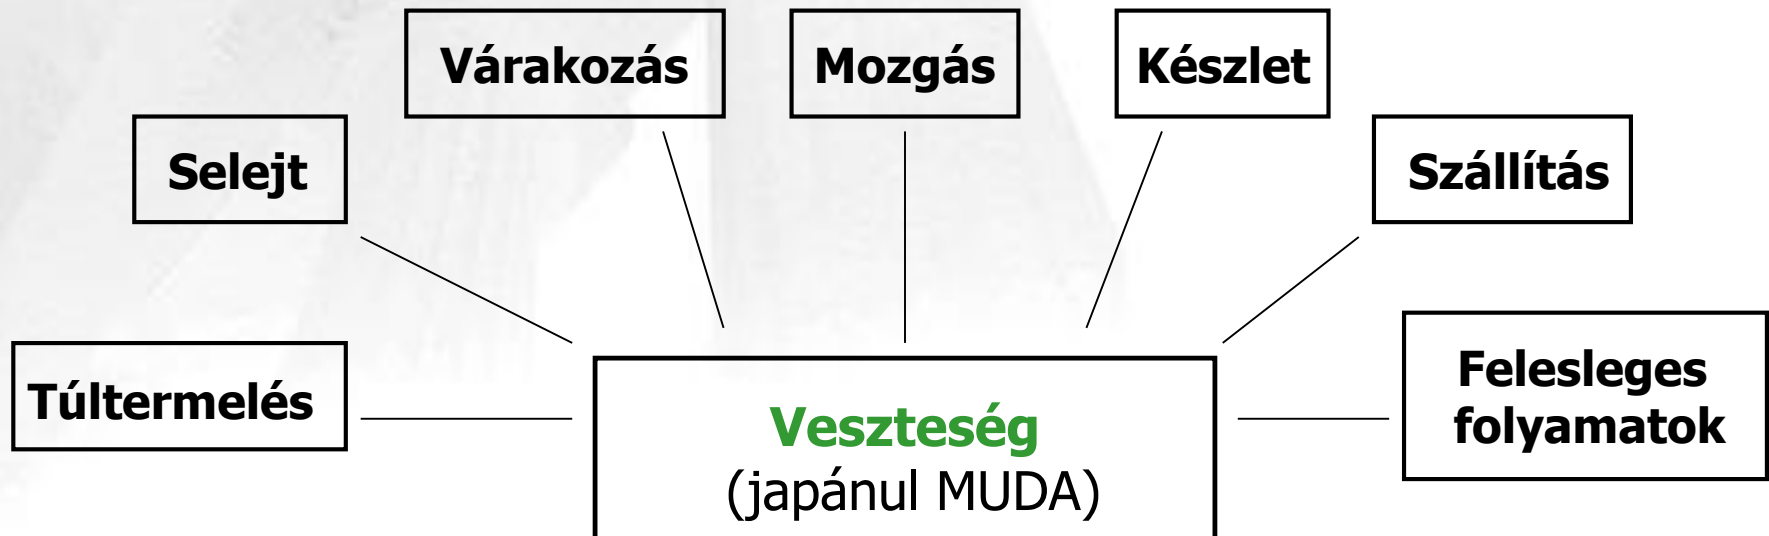 Várakozás
Mozgás
Készlet
Selejt
Szállítás
Túltermelés
Felesleges
folyamatok
Veszteség
(japánul MUDA)